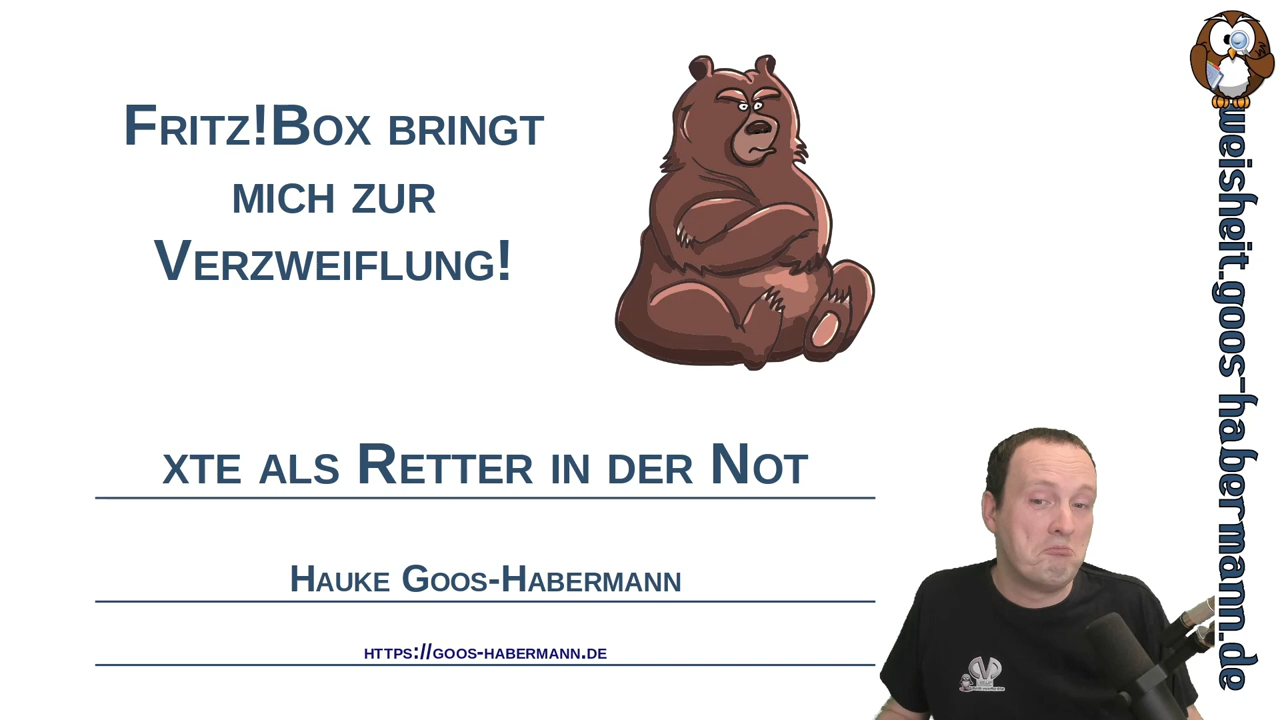 Fritz!Box bringt
mich zur
Verzweiflung!
xte als Retter in der Not
Hauke Goos-Habermann
https://goos-habermann.de
weisheit.goos-habermann.de